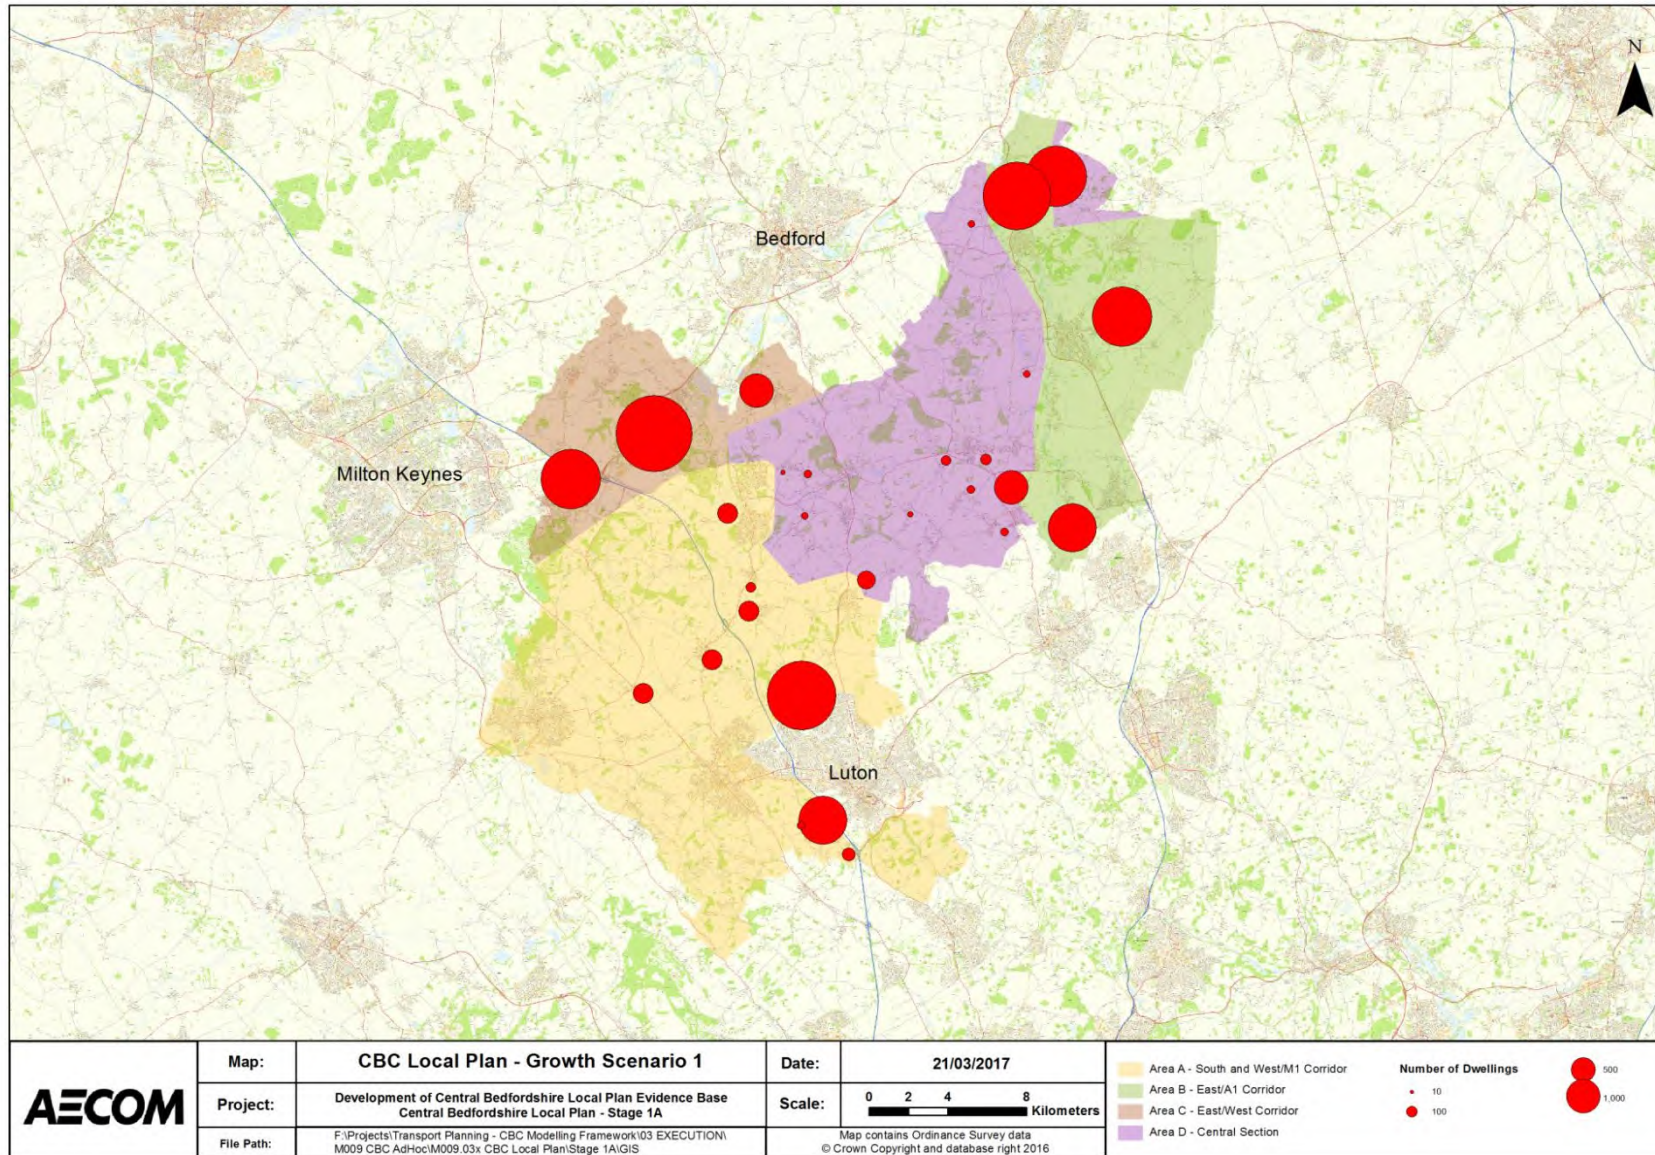 N
Bedford
Milton Keynes
Luton
AECOM
Map:
CBC Local Plan - Growth Scenario 1
Date:
21/03/2017
Project:
Development of Central Bedfordshire Local Plan Evidence Base
Central Bedfordshire Local Plan - Stage 1A
Scale:
0 2 4 8
Kilometers
File Path:
F:\Projects\Transport Planning - CBC Modelling Framework\03 EXECUTION\
M009 CBC AdHoc\M009.03x CBC Local Plan\Stage 1A\GIS
Map contains Ordinance Survey data
© Crown Copyright and database right 2016
Area A - South and West/M1 Corridor
Area B - East/A1 Corridor
Area C - East/West Corridor
Area D - Central Section
Number of Dwellings
10
100
500
1,000